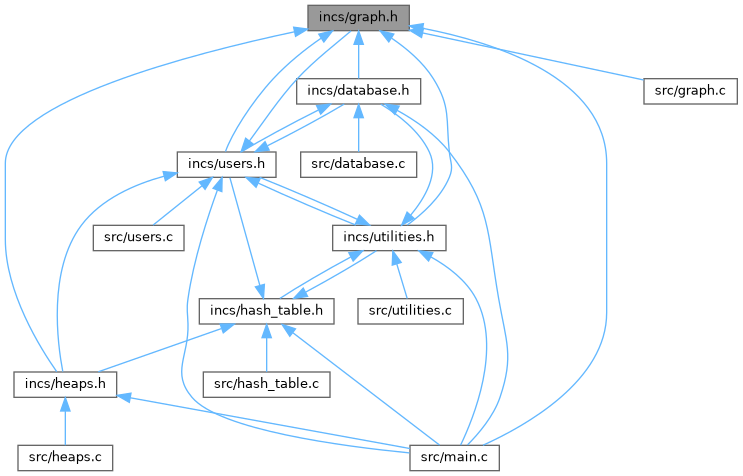 incs/graph.h
incs/database.h
src/graph.c
incs/users.h
src/database.c
src/users.c
incs/utilities.h
incs/hash_table.h
src/utilities.c
incs/heaps.h
src/hash_table.c
src/heaps.c
src/main.c